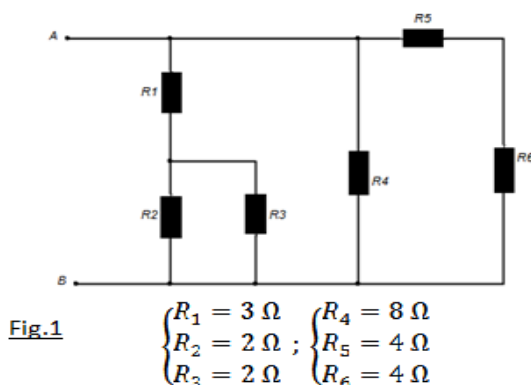 R5
A
R1
R6
R4
R2
R3
B
Fig.1
R₁ = 3 Ω
R₂ = 2 Ω ;
R₃ = 2 Ω
R₄ = 8 Ω
R₅ = 4 Ω
R₆ = 4 Ω